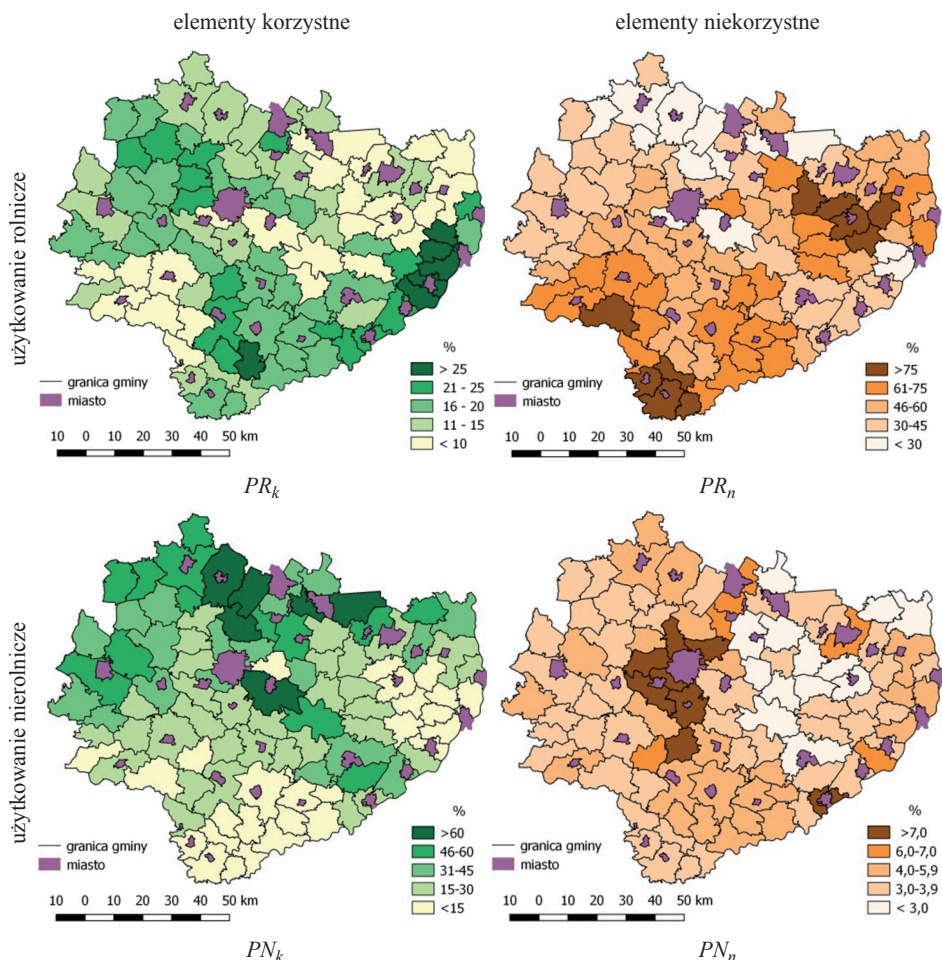 elementy korzystne
elementy niekorzystne
użytkowanie rolnicze
%
> 25
21 - 25
16 - 20
11 - 15
< 10
granica gminy
miasto
10 0 10 20 30 40 50 km
PRk
%
>75
61-75
46-60
30-45
< 30
granica gminy
miasto
10 0 10 20 30 40 50 km
PRn
użytkowanie nierolnicze
%
>60
46-60
31-45
15-30
<15
granica gminy
miasto
10 0 10 20 30 40 50 km
PNk
%
>7,0
6,0-7,0
4,0-5,9
3,0-3,9
< 3,0
granica gminy
miasto
10 0 10 20 30 40 50 km
PNn